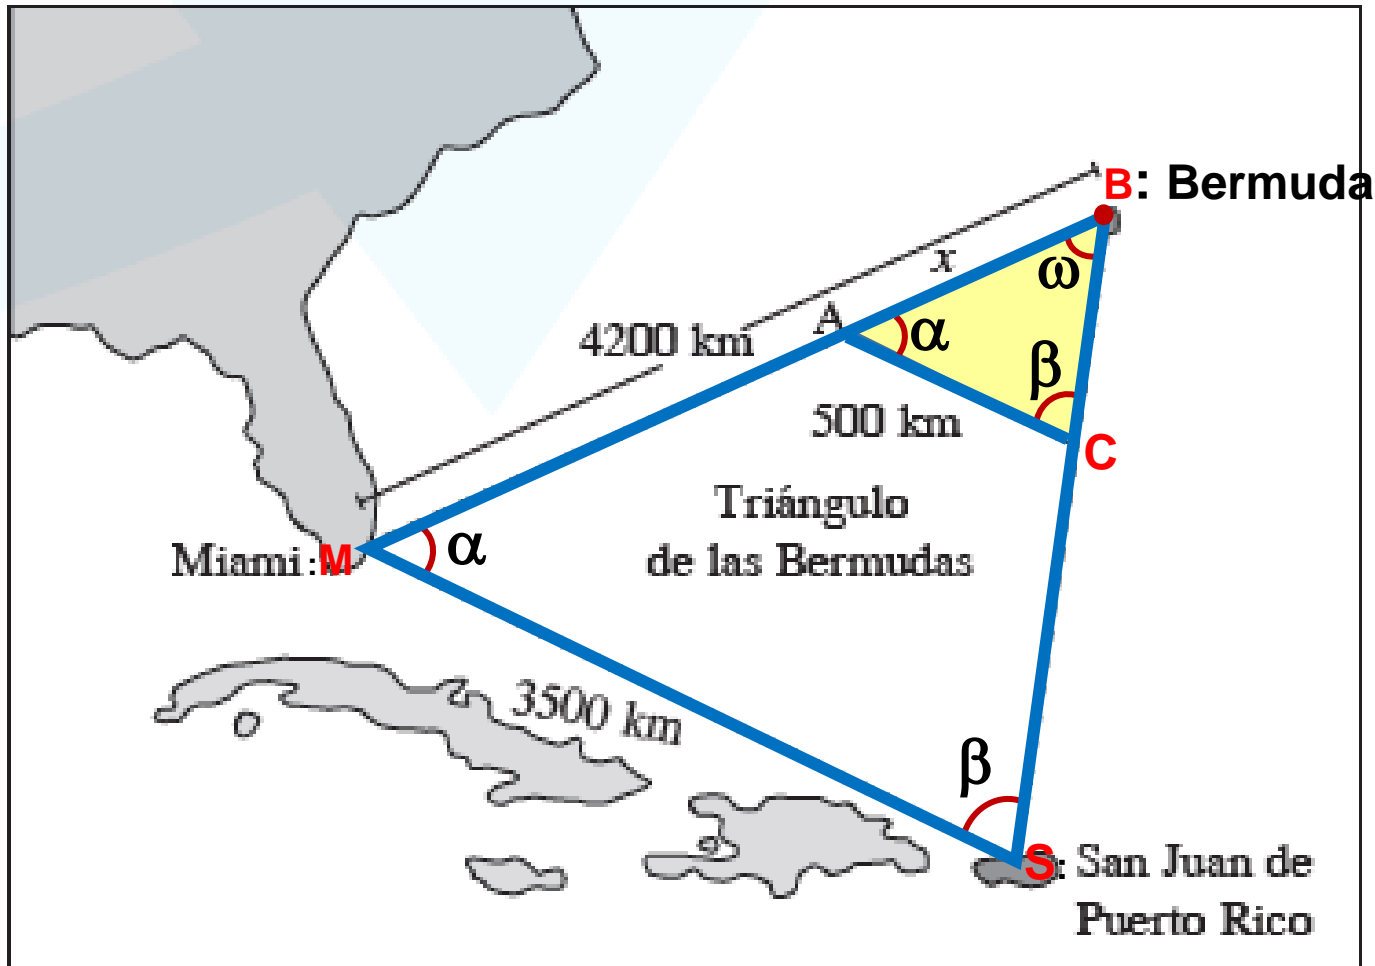 B: Bermuda
x
ω
A
α
4200 km
β
500 km
C
Triángulo
de las Bermudas
Miami:M
α
3500 km
β
S: San Juan de
Puerto Rico